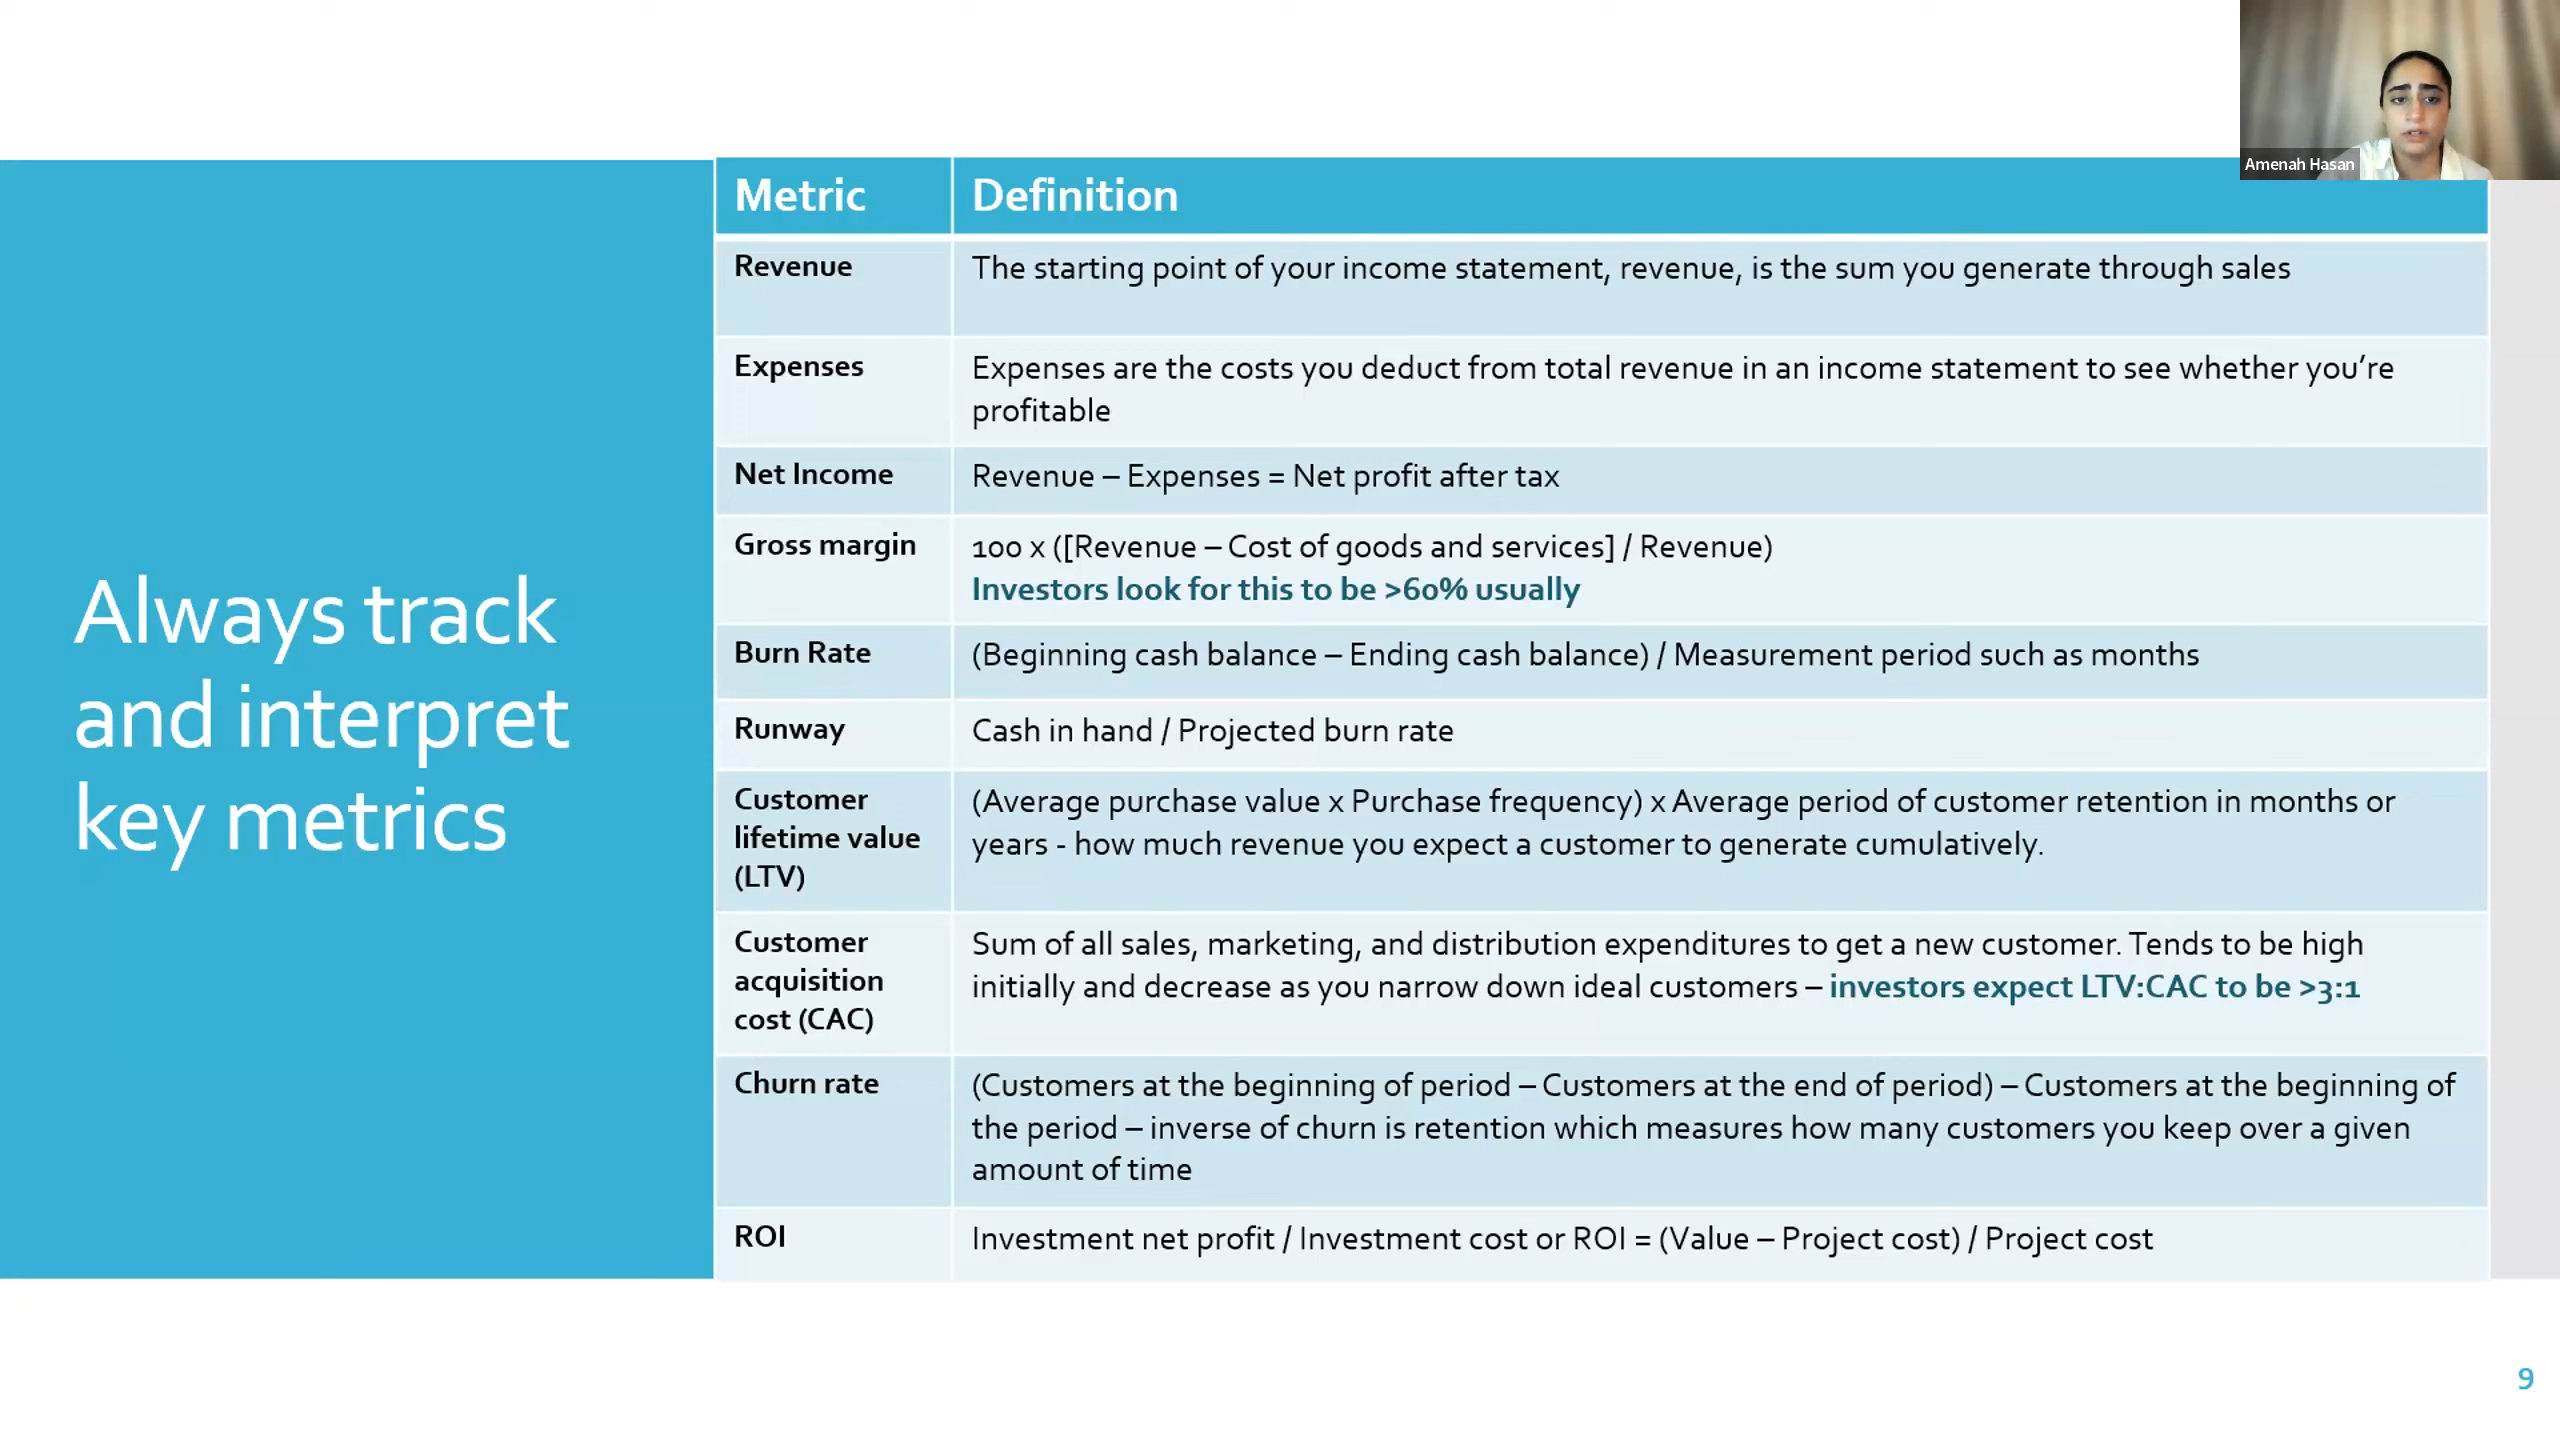 Amenah Hasan
Always track
and interpret
key metrics
Metric
Definition
Revenue
The starting point of your income statement, revenue, is the sum you generate through sales
Expenses
Expenses are the costs you deduct from total revenue in an income statement to see whether you’re
profitable
Net Income
Revenue – Expenses = Net profit after tax
Gross margin
100 x ([Revenue – Cost of goods and services] / Revenue)
Investors look for this to be >60% usually
Burn Rate
(Beginning cash balance – Ending cash balance) / Measurement period such as months
Runway
Cash in hand / Projected burn rate
Customer
lifetime value
(LTV)
(Average purchase value x Purchase frequency) x Average period of customer retention in months or
years - how much revenue you expect a customer to generate cumulatively.
Customer
acquisition
cost (CAC)
Sum of all sales, marketing, and distribution expenditures to get a new customer. Tends to be high
initially and decrease as you narrow down ideal customers – investors expect LTV:CAC to be >3:1
Churn rate
(Customers at the beginning of period – Customers at the end of period) – Customers at the beginning of
the period – inverse of churn is retention which measures how many customers you keep over a given
amount of time
ROI
Investment net profit / Investment cost or ROI = (Value – Project cost) / Project cost
9